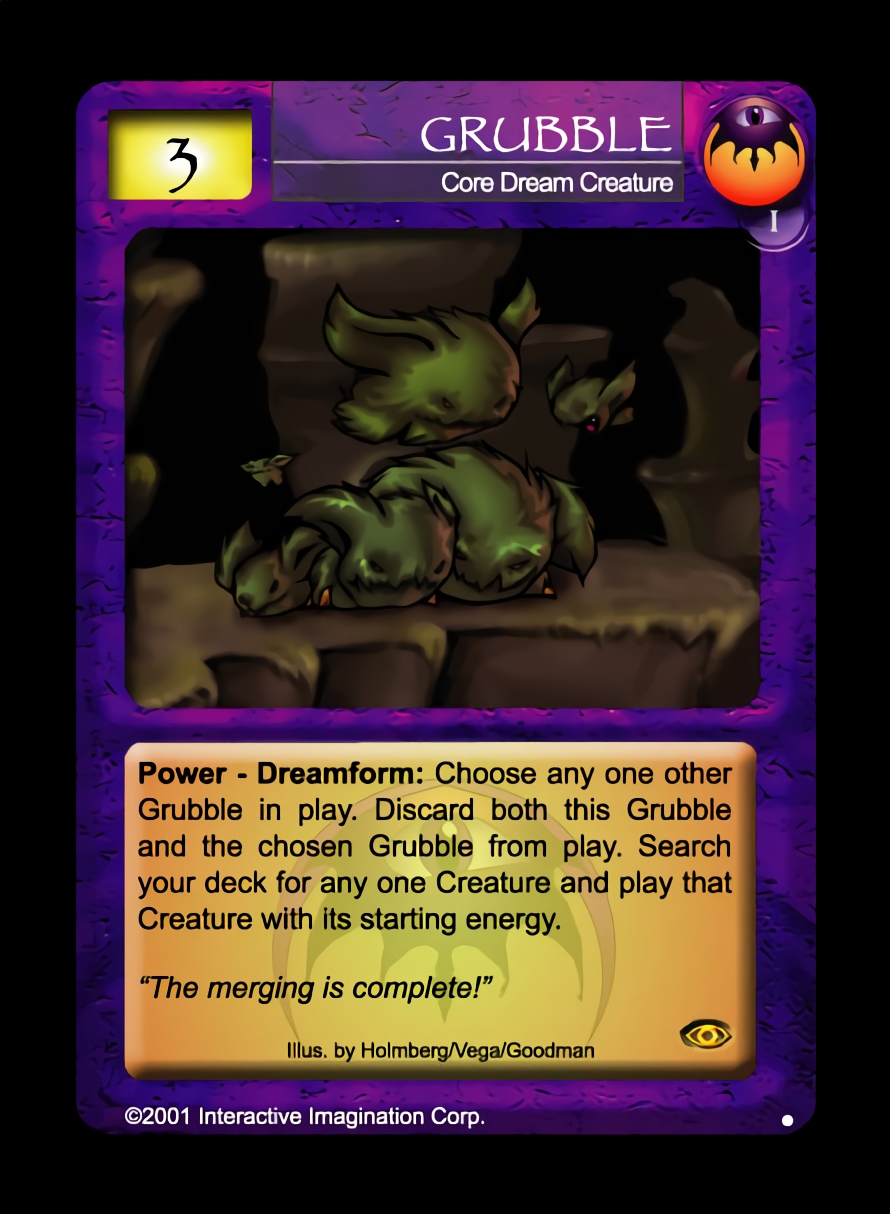 3
GRUBBLE
Core Dream Creature
I
Power - Dreamform: Choose any one other
Grubble in play. Discard both this Grubble
and the chosen Grubble from play. Search
your deck for any one Creature and play that
Creature with its starting energy.
“The merging is complete!”
Illus. by Holmberg/Vega/Goodman
©2001 Interactive Imagination Corp.